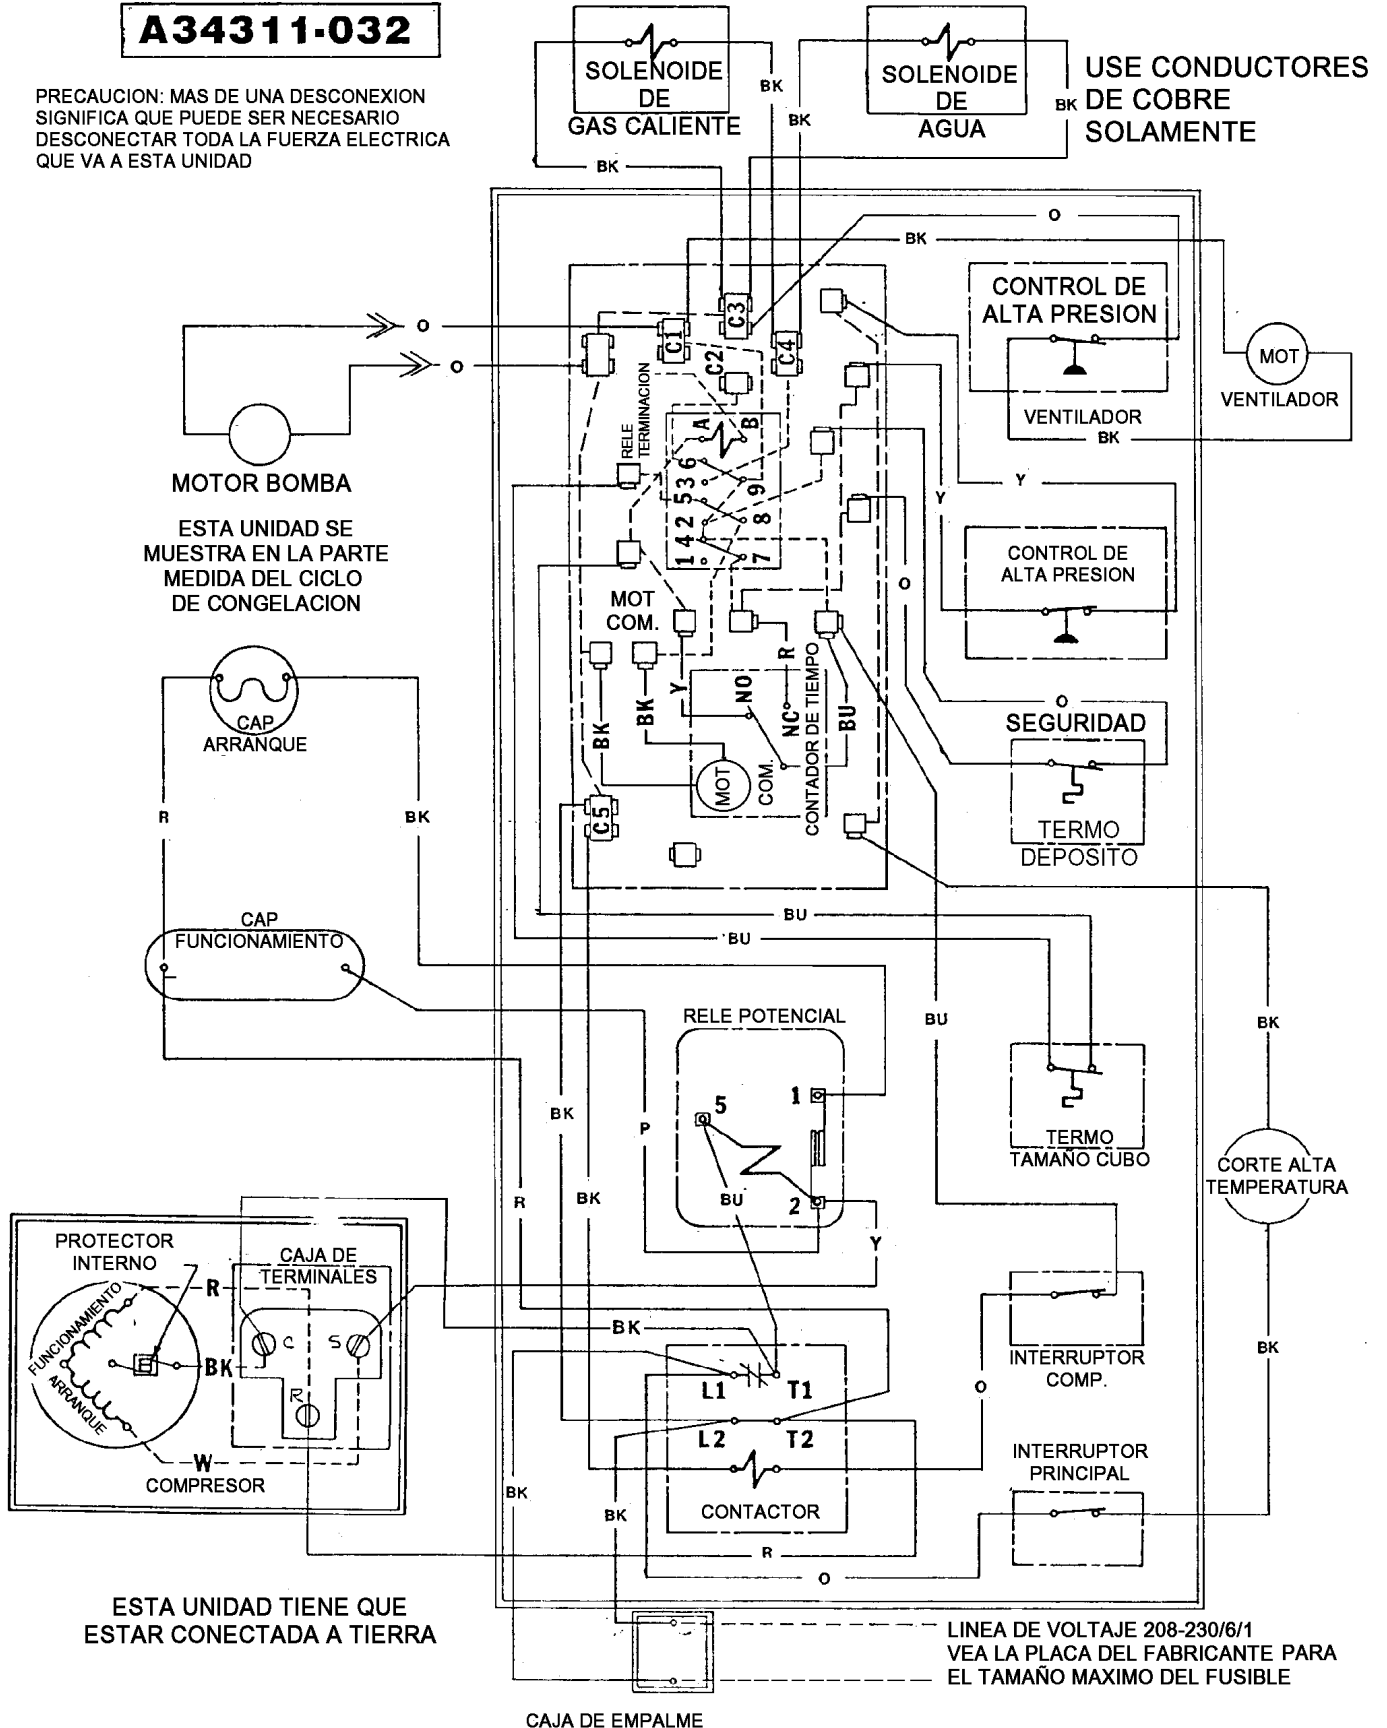 A34311-032
PRECAUCION: MAS DE UNA DESCONEXION
SIGNIFICA QUE PUEDE SER NECESARIO
DESCONECTAR TODA LA FUERZA ELECTRICA
QUE VA A ESTA UNIDAD
SOLENOIDE
DE
GAS CALIENTE
SOLENOIDE
DE
AGUA
BK
BK
BK
USE CONDUCTORES
DE COBRE
SOLAMENTE
BK
O
BK
CONTROL DE
ALTA PRESION
MOT
VENTILADOR
VENTILADOR
BK
O
O
C1
C3
C2
C4
MOTOR BOMBA
RELE
TERMINACION
A
B
6
3
9
5
2
8
4
1
7
ESTA UNIDAD SE
MUESTRA EN LA PARTE
MEDIDA DEL CICLO
DE CONGELACION
Y
Y
CONTROL DE
ALTA PRESION
O
MOT
COM.
R
Y
NO
NC
BU
BK
BK
MOT
COM.
CONTADOR DE TIEMPO
C5
O
SEGURIDAD
TERMO
DEPOSITO
CAP
ARRANQUE
R
BK
CAP
FUNCIONAMIENTO
BU
BU
BU
BK
RELE POTENCIAL
5
1
2
BU
BK
P
R
BK
Y
TERMO
TAMAÑO CUBO
CORTE ALTA
TEMPERATURA
PROTECTOR
INTERNO
CAJA DE
TERMINALES
FUNCIONAMIENTO
ARRANQUE
R
BK
W
C
S
R
COMPRESOR
BK
L1
T1
L2
T2
CONTACTOR
INTERRUPTOR
COMP.
O
BK
INTERRUPTOR
PRINCIPAL
BK
BK
R
O
ESTA UNIDAD TIENE QUE
ESTAR CONECTADA A TIERRA
LINEA DE VOLTAJE 208-230/6/1
VEA LA PLACA DEL FABRICANTE PARA
EL TAMAÑO MAXIMO DEL FUSIBLE
CAJA DE EMPALME